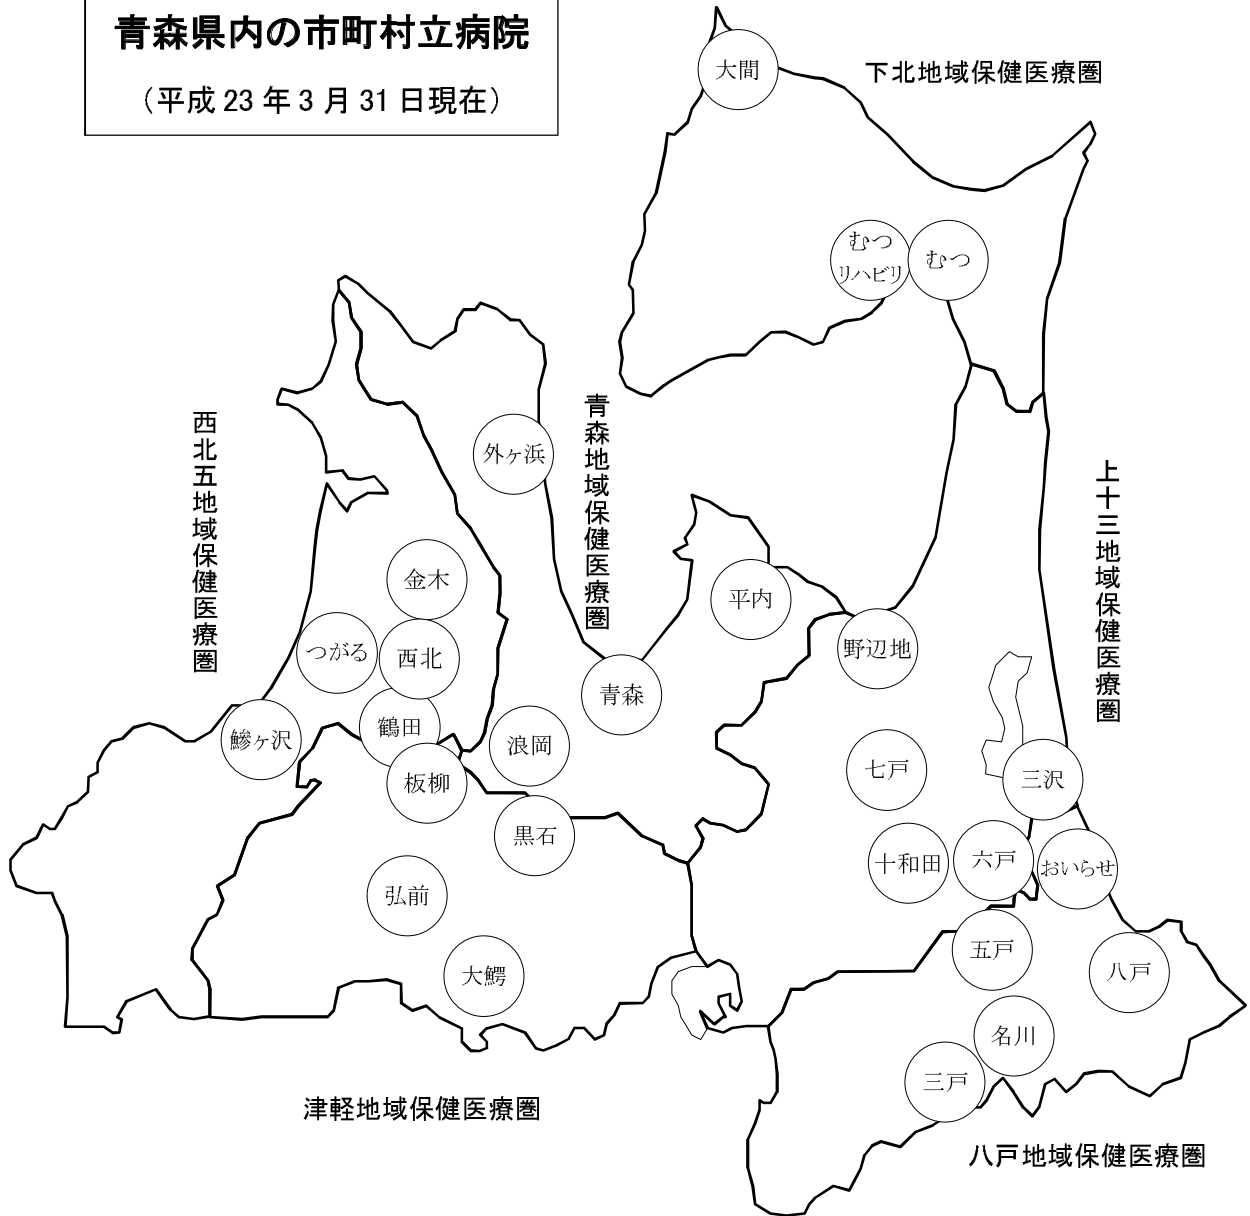 青森県内の市町村立病院
（平成23年3月31日現在）
大間
下北地域保健医療圏
むつ
リハビリ
むつ
西北五地域保健医療圏
青森地域保健医療圏
上十三地域保健医療圏
外ヶ浜
金木
平内
つがる
西北
野辺地
青森
鶴田
鰺ヶ沢
浪岡
板柳
七戸
三沢
黒石
十和田
六戸
おいらせ
弘前
五戸
八戸
大鰐
名川
三戸
津軽地域保健医療圏
八戸地域保健医療圏